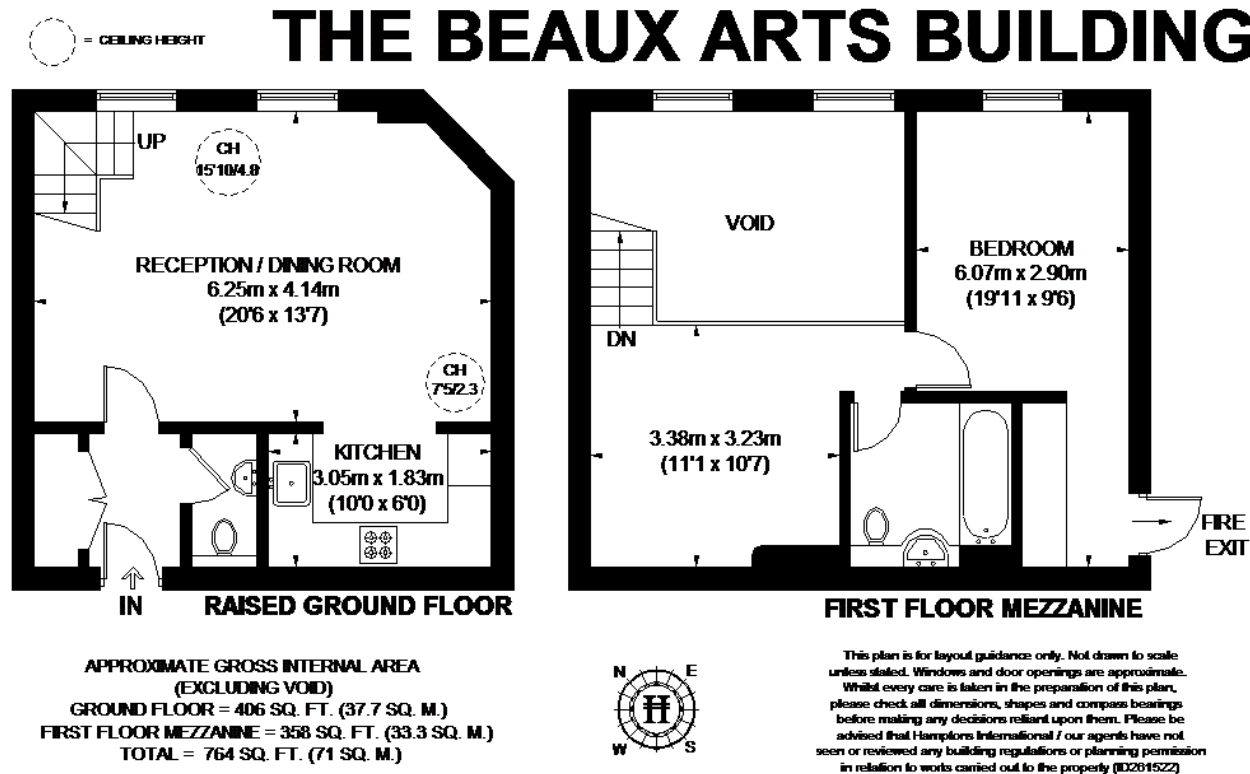 = CEILING HEIGHT
THE BEAUX ARTS BUILDING
UP
CH
15'10/4.8
RECEPTION / DINING ROOM
6.25m x 4.14m
(20'6 x 13'7)
CH
7'5/2.3
KITCHEN
3.05m x 1.83m
(10'0 x 6'0)
IN
RAISED GROUND FLOOR
VOID
BEDROOM
6.07m x 2.90m
(19'11 x 9'6)
DN
3.38m x 3.23m
(11'1 x 10'7)
FIRE
EXIT
FIRST FLOOR MEZZANINE
APPROXIMATE GROSS INTERNAL AREA
(EXCLUDING VOID)
GROUND FLOOR = 406 SQ. FT. (37.7 SQ. M.)
FIRST FLOOR MEZZANINE = 358 SQ. FT. (33.3 SQ. M.)
TOTAL = 764 SQ. FT. (71 SQ. M.)
N E
H
W S
This plan is for layout guidance only. Not drawn to scale
unless stated. Windows and door openings are approximate.
Whilst every care is taken in the preparation of this plan,
please check all dimensions, shapes and compass bearings
before making any decisions reliant upon them. Please be
advised that Hamptons International / our agents have not
seen or reviewed any building regulations or planning permission
in relation to works carried out to the property (ID261522)